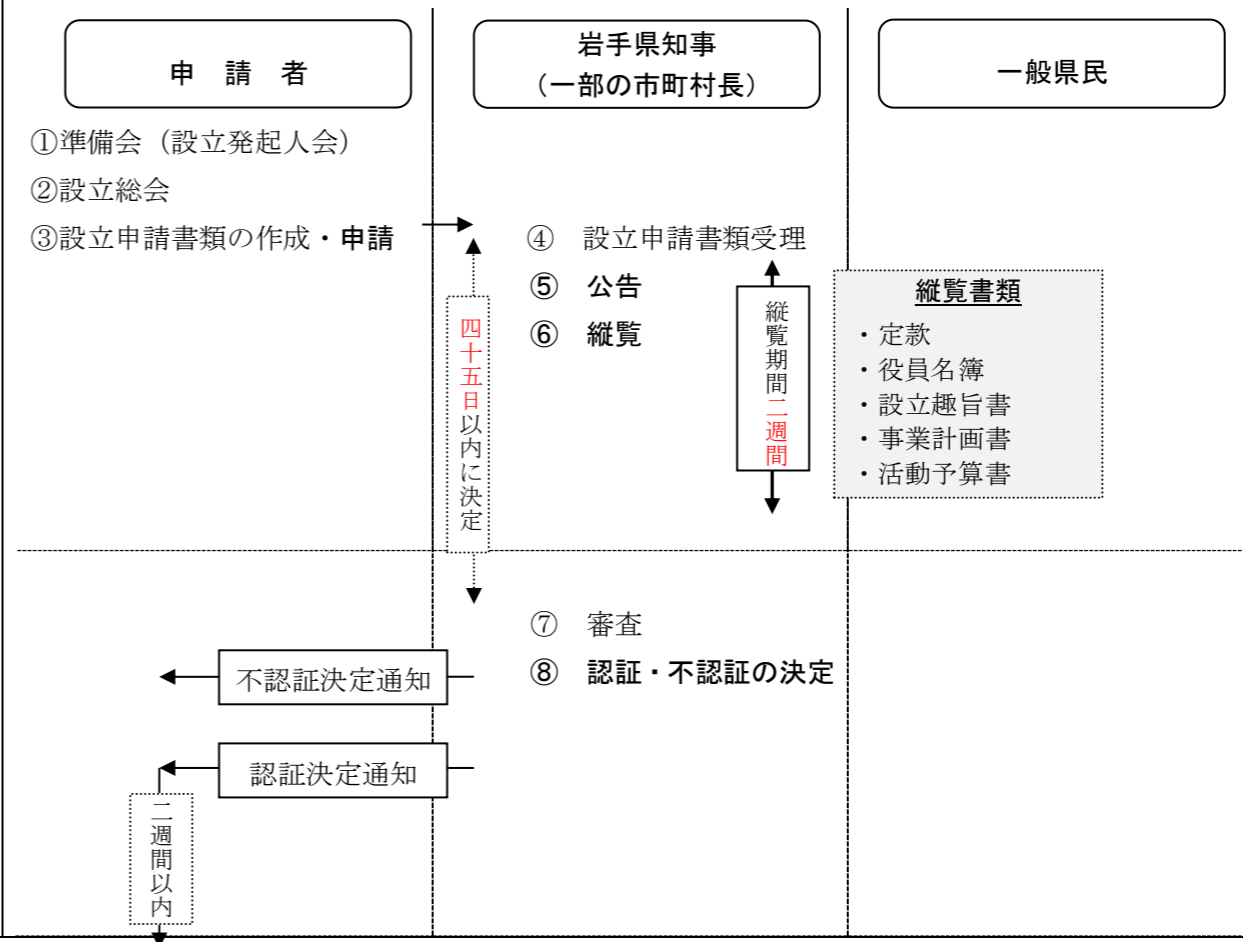 申 請 者
岩手県知事
（一部の市町村長）
一般県民
①準備会（設立発起人会）
②設立総会
③設立申請書類の作成・申請
④ 設立申請書類受理
⑤ 公告
⑥ 縦覧
四十五日以内に決定
縦覧期間二週間
縦覧書類
・定款
・役員名簿
・設立趣旨書
・事業計画書
・活動予算書
⑦ 審査
⑧ 認証・不認証の決定
不認証決定通知
認証決定通知
二週間以内